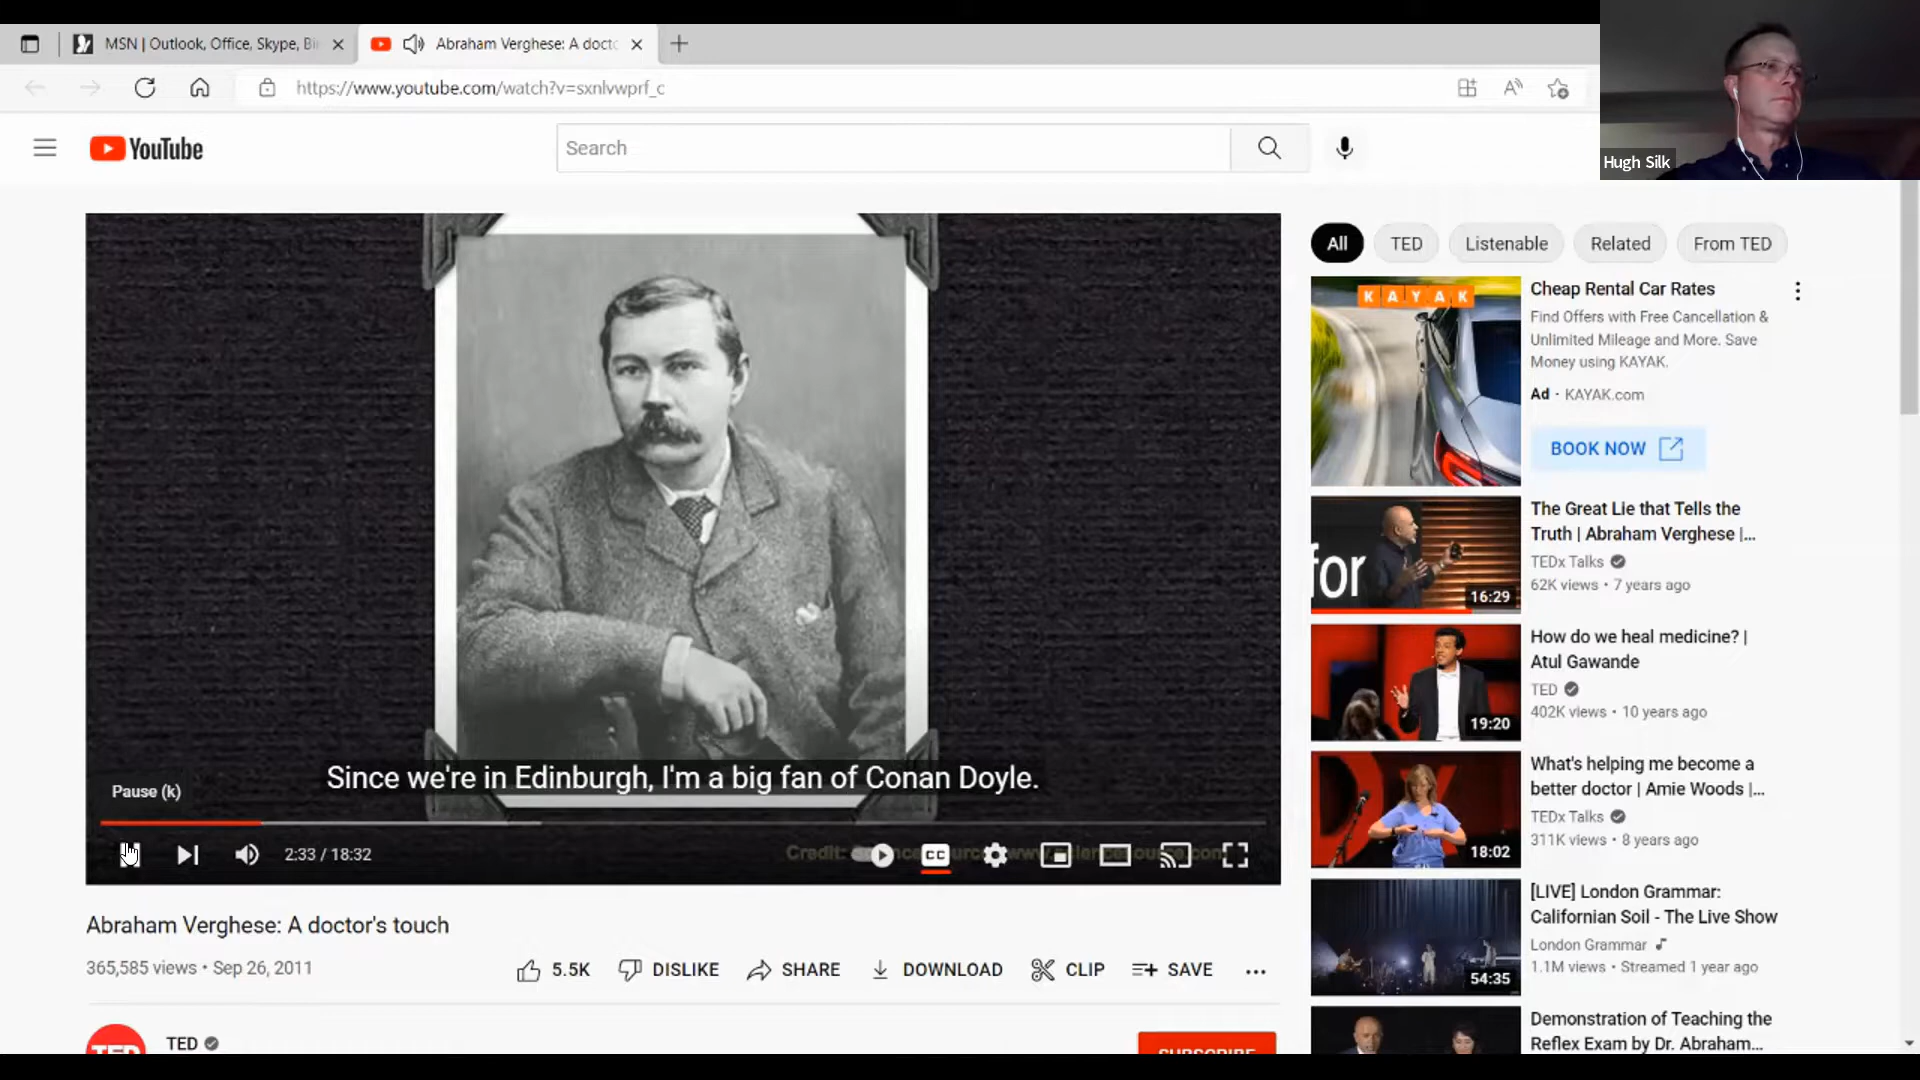 MSN | Outlook, Office, Skype, Bi
Abraham Verghese: A docto
https://www.youtube.com/watch?v=sxnlvwprf_c
Hugh Silk
YouTube
Search
All
TED
Listenable
Related
From TED
Since we're in Edinburgh, I'm a big fan of Conan Doyle.
Pause (k)
2:33 / 18:32
Credit:
CC
Abraham Verghese: A doctor's touch
365,585 views • Sep 26, 2011
5.5K
DISLIKE
SHARE
DOWNLOAD
CLIP
SAVE
TED
SUBSCRIBE
KAYAK
Cheap Rental Car Rates
Find Offers with Free Cancellation &
Unlimited Mileage and More. Save
Money using KAYAK.
Ad · KAYAK.com
BOOK NOW
for
16:29
The Great Lie that Tells the
Truth | Abraham Verghese |...
TEDx Talks
62K views • 7 years ago
19:20
How do we heal medicine? |
Atul Gawande
TED
402K views • 10 years ago
18:02
What's helping me become a
better doctor | Amie Woods |...
TEDx Talks
311K views • 8 years ago
54:35
[LIVE] London Grammar:
Californian Soil - The Live Show
London Grammar
1.1M views • Streamed 1 year ago
Demonstration of Teaching the
Reflex Exam by Dr. Abraham...